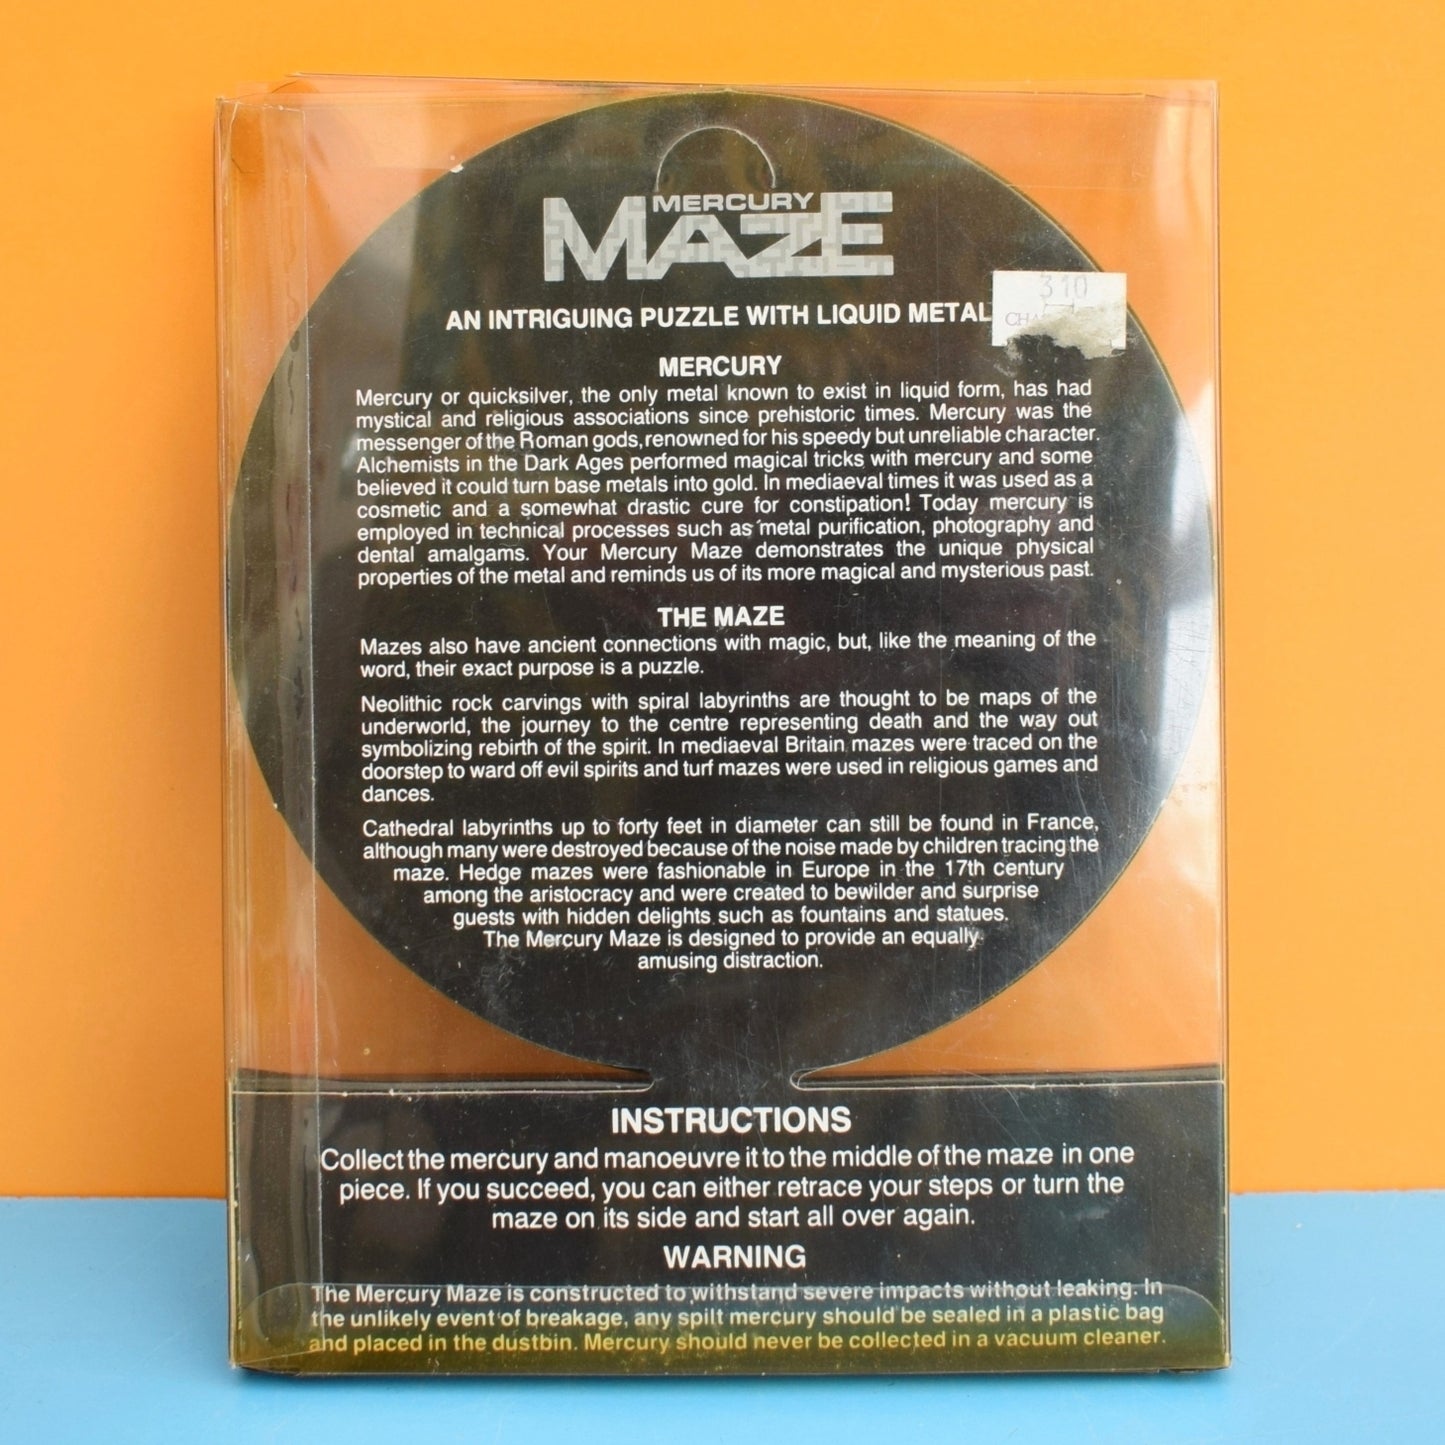 MERCURY
MAZE
AN INTRIGUING PUZZLE WITH LIQUID METAL
310
MERCURY
Mercury or quicksilver, the only metal known to exist in liquid form, has had
mystical and religious associations since prehistoric times. Mercury was the
messenger of the Roman gods, renowned for his speedy but unreliable character.
Alchemists in the Dark Ages performed magical tricks with mercury and some
believed it could turn base metals into gold. In mediaeval times it was used as a
cosmetic and a somewhat drastic cure for constipation! Today mercury is
employed in technical processes such as metal purification, photography and
dental amalgams. Your Mercury Maze demonstrates the unique physical
properties of the metal and reminds us of its more magical and mysterious past.
THE MAZE
Mazes also have ancient connections with magic, but, like the meaning of the
word, their exact purpose is a puzzle.
Neolithic rock carvings with spiral labyrinths are thought to be maps of the
underworld, the journey to the centre representing death and the way out
symbolizing rebirth of the spirit. In mediaeval Britain mazes were traced on the
doorstep to ward off evil spirits and turf mazes were used in religious games and
dances.
Cathedral labyrinths up to forty feet in diameter can still be found in France,
although many were destroyed because of the noise made by children tracing the
maze. Hedge mazes were fashionable in Europe in the 17th century
among the aristocracy and were created to bewilder and surprise
guests with hidden delights such as fountains and statues.
The Mercury Maze is designed to provide an equally
amusing distraction.
INSTRUCTIONS
Collect the mercury and manoeuvre it to the middle of the maze in one
piece. If you succeed, you can either retrace your steps or turn the
maze on its side and start all over again.
WARNING
The Mercury Maze is constructed to withstand severe impacts without leaking. In
the unlikely event of breakage, any spilt mercury should be sealed in a plastic bag
and placed in the dustbin. Mercury should never be collected in a vacuum cleaner.